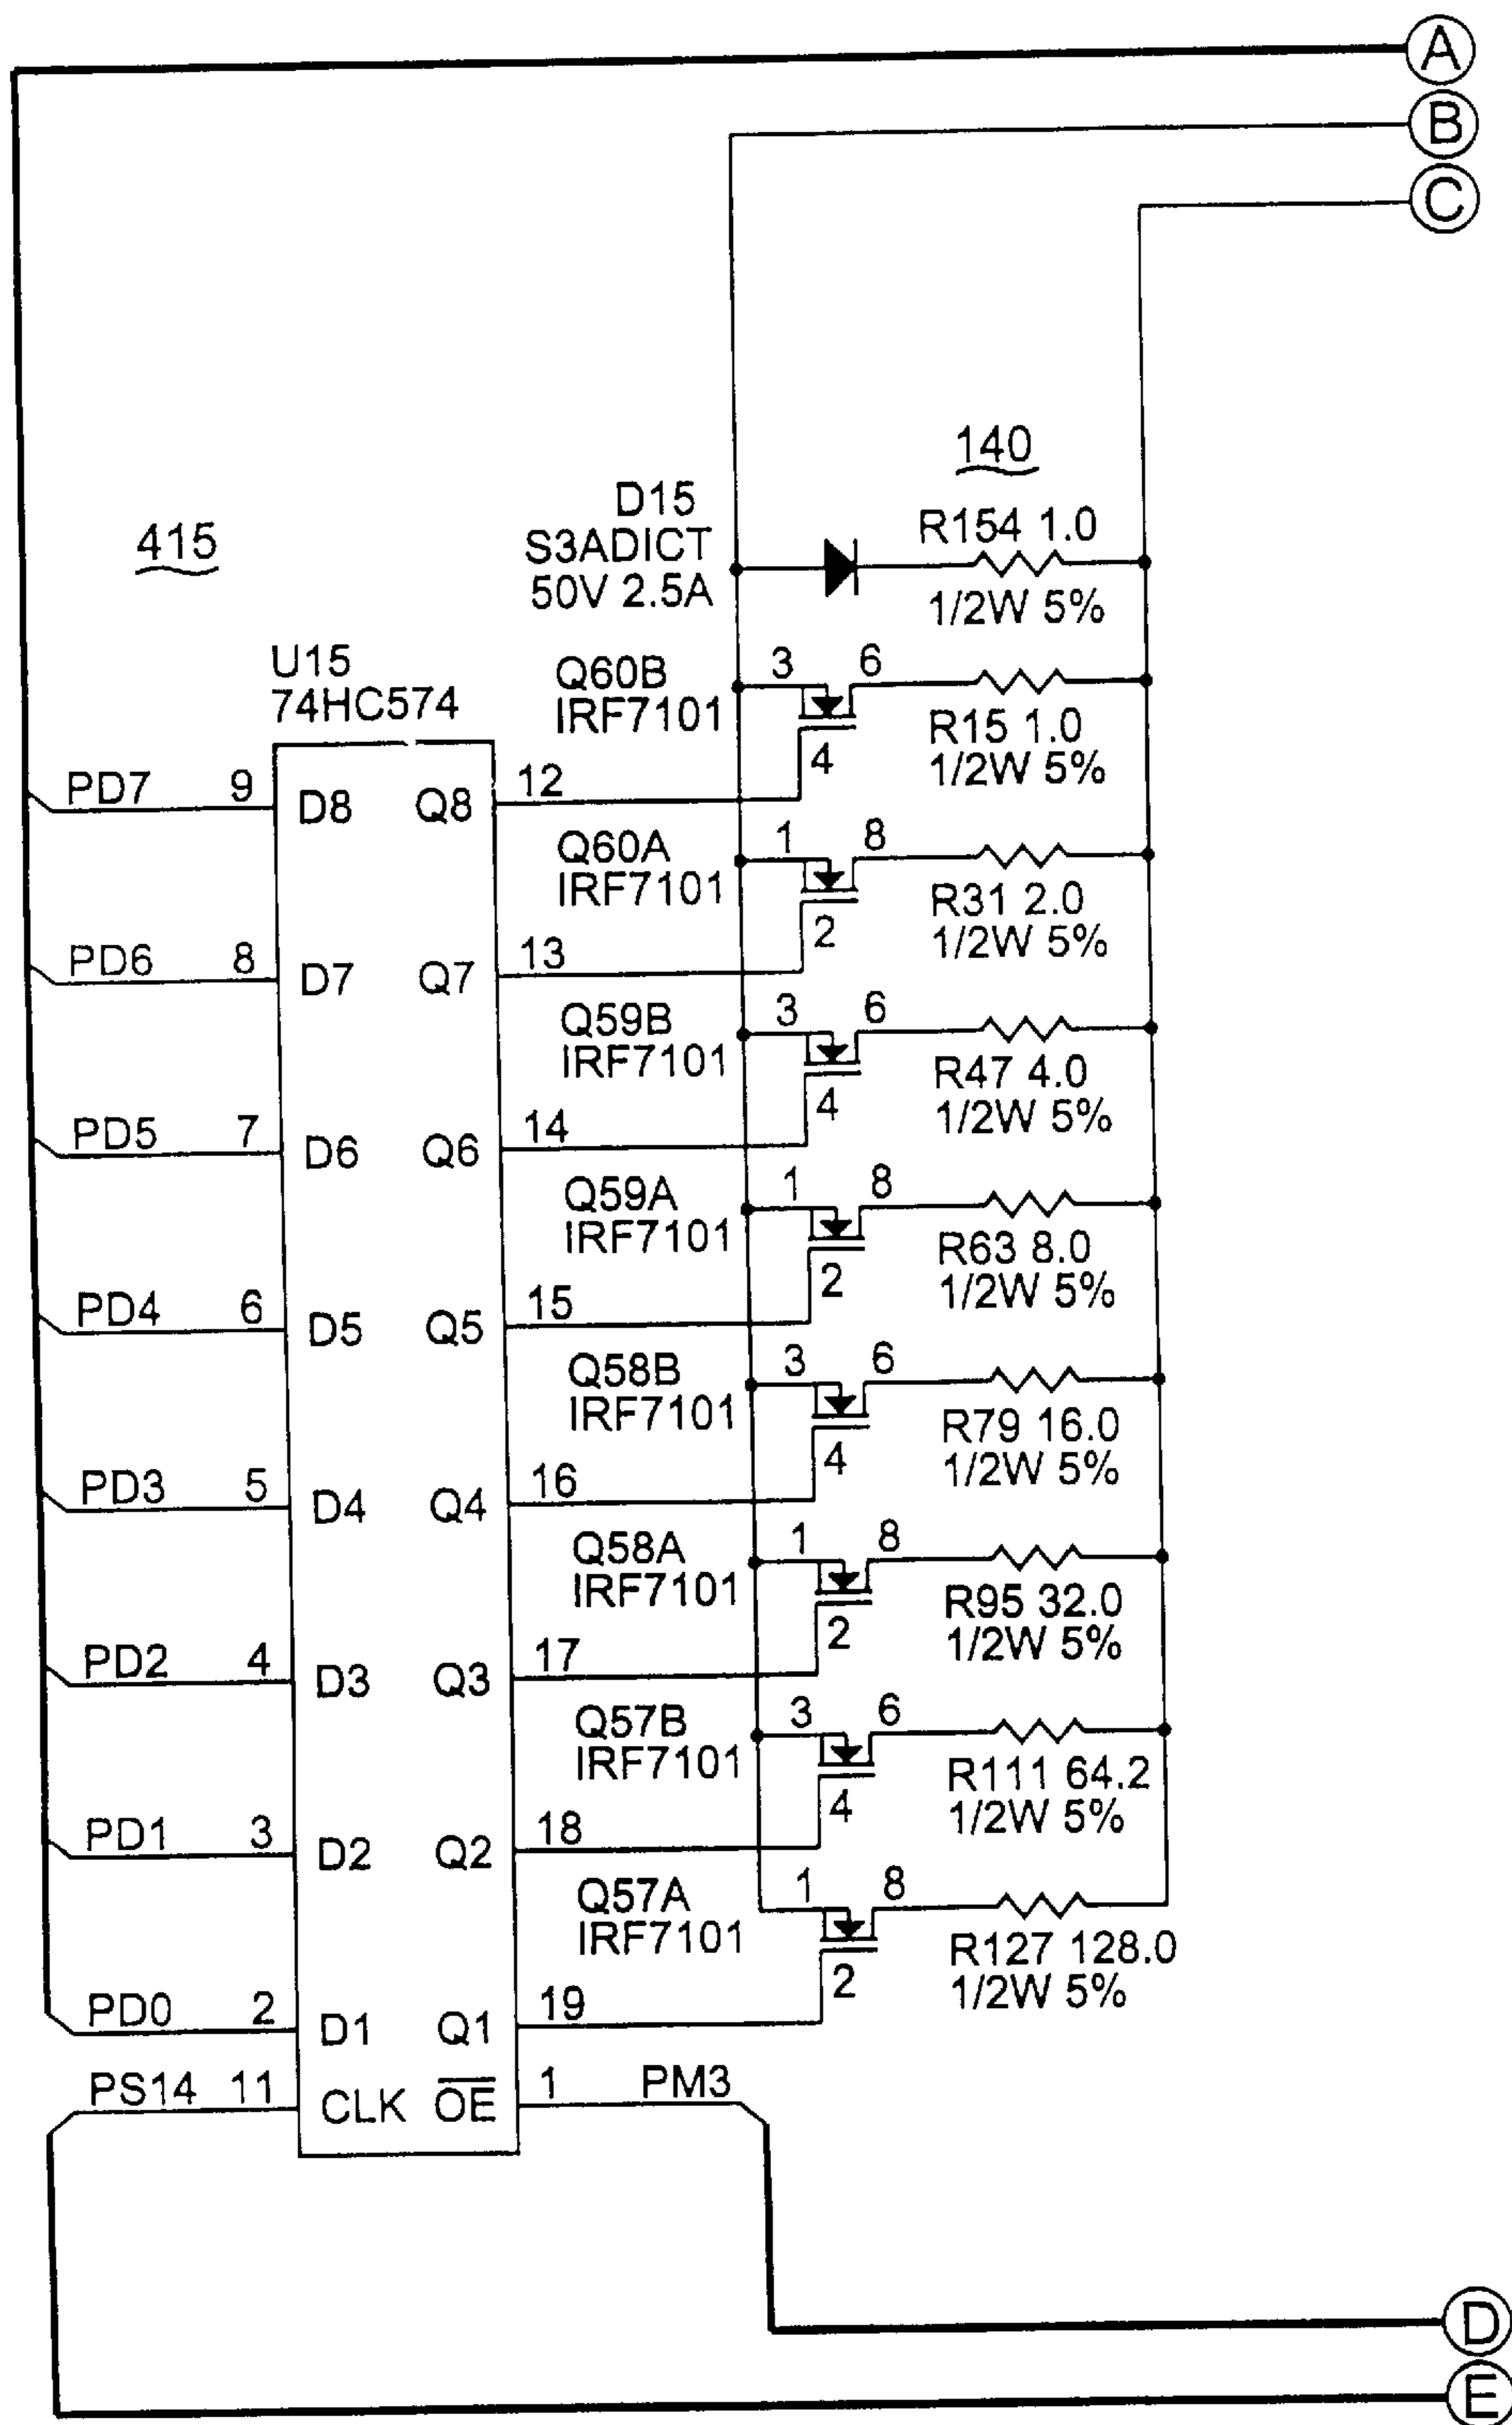 A
B
C
140
415
D15
S3ADICT
50V 2.5A
R154 1.0
1/2W 5%
U15
74HC574
Q60B
IRF7101
3
6
4
R15 1.0
1/2W 5%
PD7
9
D8
Q8
12
Q60A
IRF7101
1
8
2
R31 2.0
1/2W 5%
PD6
8
D7
Q7
13
Q59B
IRF7101
3
6
4
R47 4.0
1/2W 5%
PD5
7
D6
Q6
14
Q59A
IRF7101
1
8
2
R63 8.0
1/2W 5%
PD4
6
D5
Q5
15
Q58B
IRF7101
3
6
4
R79 16.0
1/2W 5%
PD3
5
D4
Q4
16
Q58A
IRF7101
1
8
2
R95 32.0
1/2W 5%
PD2
4
D3
Q3
17
Q57B
IRF7101
3
6
4
R111 64.2
1/2W 5%
PD1
3
D2
Q2
18
Q57A
IRF7101
1
8
2
R127 128.0
1/2W 5%
PD0
2
D1
Q1
19
PS14
11
CLK
OE
1
PM3
D
E